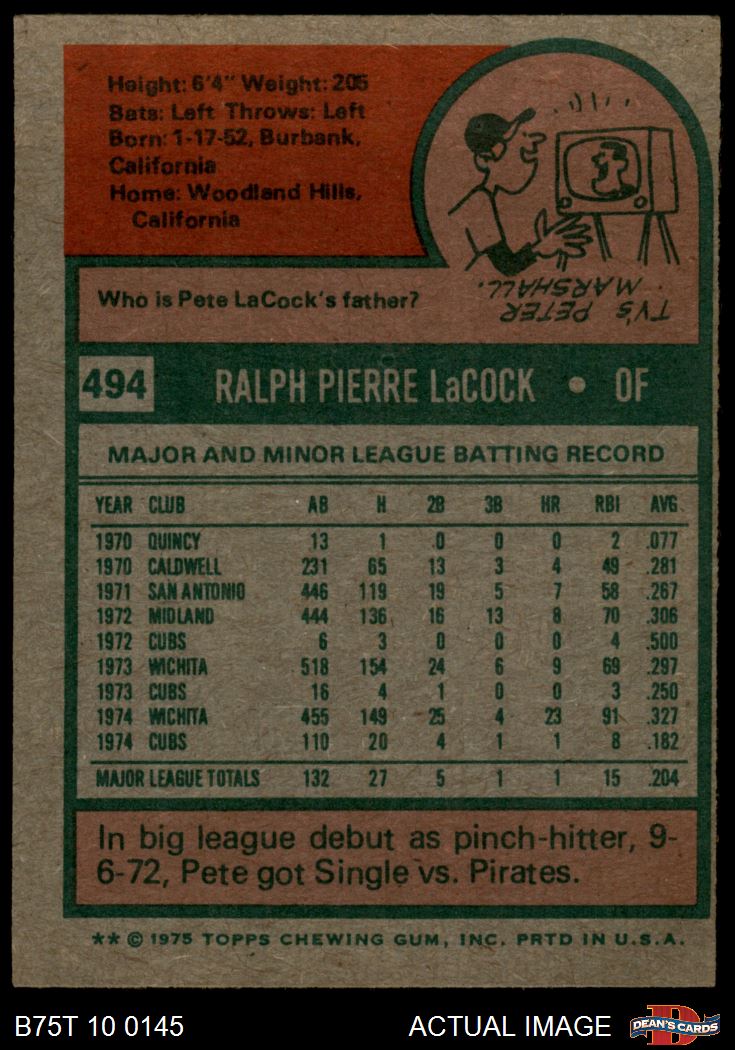 Height: 6'4" Weight: 205
Bats: Left Throws: Left
Born: 1-17-52, Burbank,
California
Home: Woodland Hills,
California
Who is Pete LaCock's father?
TV's PETER
MARSHALL.
494 RALPH PIERRE LaCOCK • OF
MAJOR AND MINOR LEAGUE BATTING RECORD
YEAR CLUB AB H 2B 3B HR RBI AVG
1970 QUINCY 13 1 0 0 0 2 .077
1970 CALDWELL 231 65 13 3 4 49 .281
1971 SAN ANTONIO 446 119 19 5 7 58 .267
1972 MIDLAND 444 136 16 13 8 70 .306
1972 CUBS 6 3 0 0 0 4 .500
1973 WICHITA 518 154 24 6 9 69 .297
1973 CUBS 16 4 1 0 0 3 .250
1974 WICHITA 455 149 25 4 23 91 .327
1974 CUBS 110 20 4 1 1 8 .182
MAJOR LEAGUE TOTALS 132 27 5 1 1 15 .204
In big league debut as pinch-hitter, 9-
6-72, Pete got Single vs. Pirates.
** © 1975 TOPPS CHEWING GUM, INC. PRTD IN U.S.A.
B75T 10 0145 ACTUAL IMAGE D DEAN'S CARDS